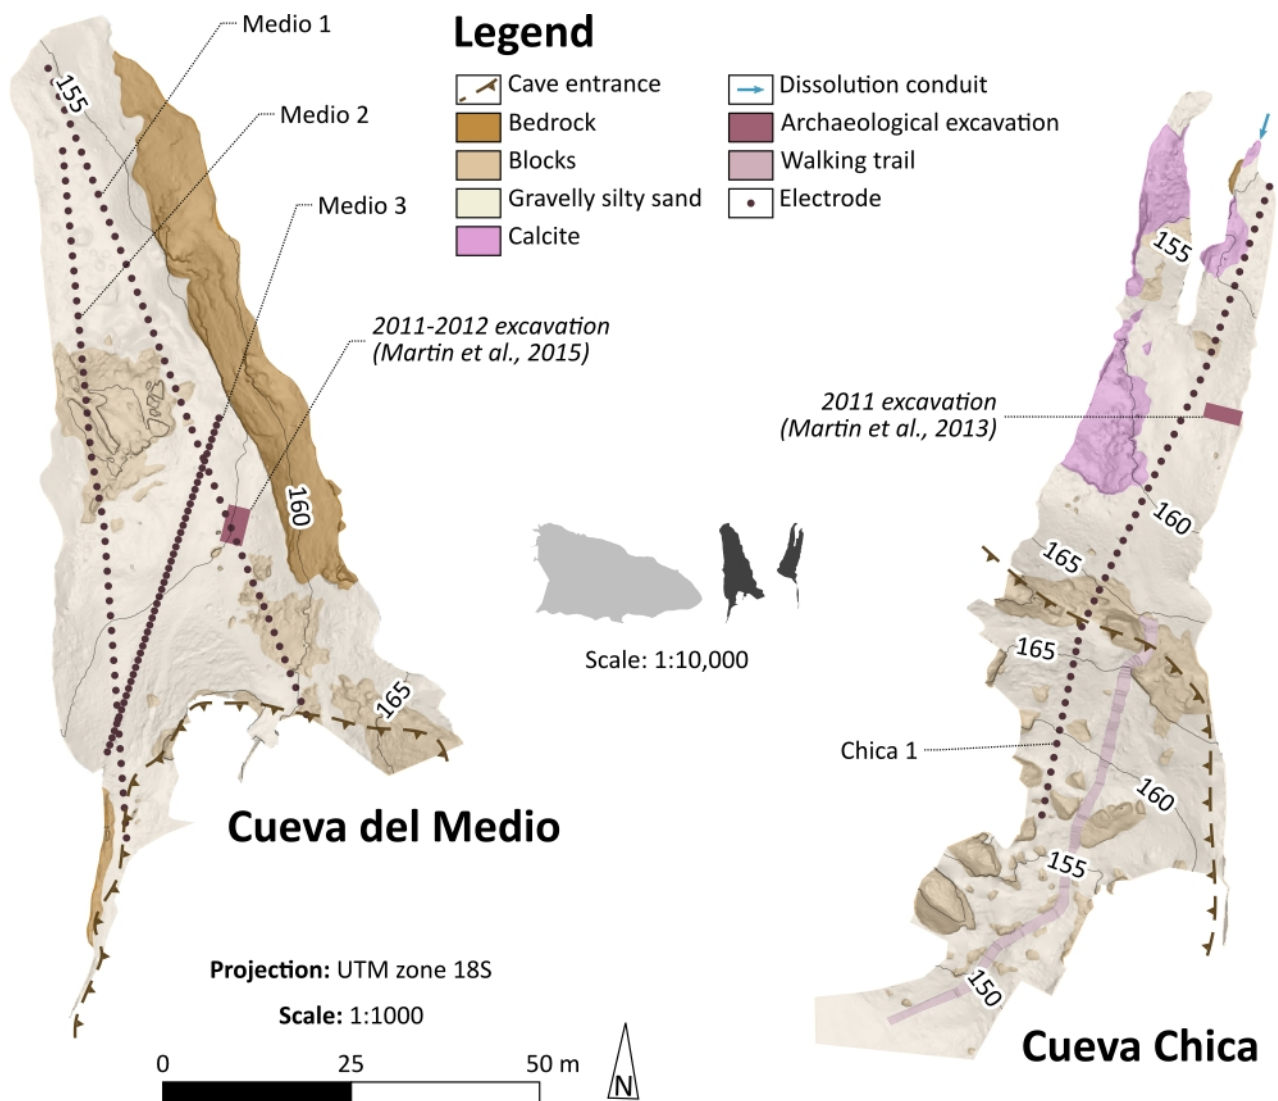 Medio 1
Medio 2
Medio 3
155
2011-2012 excavation
(Martin et al., 2015)
160
165
Cueva del Medio
Legend
Cave entrance
Bedrock
Blocks
Gravelly silty sand
Calcite
Dissolution conduit
Archaeological excavation
Walking trail
Electrode
Scale: 1:10,000
155
2011 excavation
(Martin et al., 2013)
160
165
165
Chica 1
160
155
150
Cueva Chica
Projection: UTM zone 18S
Scale: 1:1000
0 25 50 m
N